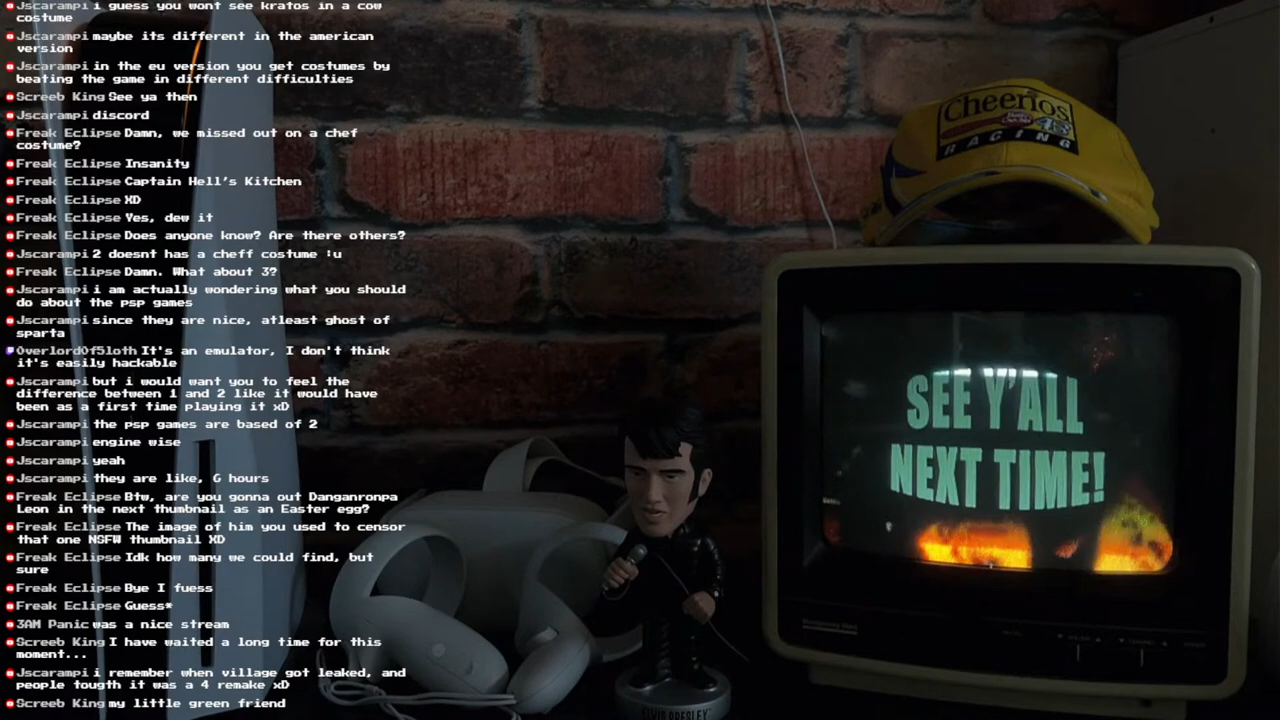 Jscarampi i guess you wont see kratos in a cow
costume
Jscarampi maybe its different in the american
version
Jscarampi in the eu version you get costumes by
beating the game in different difficulties
Screeb King See ya then
Jscarampi discord
Freak Eclipse Damn, we missed out on a chef
costume?
Freak Eclipse Insanity
Freak Eclipse Captain Hell's Kitchen
Freak Eclipse XD
Freak Eclipse Yes, dew it
Freak Eclipse Does anyone know? Are there others?
Jscarampi 2 doesnt has a cheff costume :u
Freak Eclipse Damn. What about 3?
Jscarampi i am actually wondering what you should
do about the psp games
Jscarampi since they are nice, atleast ghost of
sparta
OverlordOf5loth It's an emulator, I don't think
it's easily hackable
Jscarampi but i would want you to feel the
difference between 1 and 2 like it would have
been as a first time playing it xD
Jscarampi the psp games are based of 2
Jscarampi engine wise
Jscarampi yeah
Jscarampi they are like, 6 hours
Freak Eclipse Btw, are you gonna out Danganronpa
Leon in the next thumbnail as an Easter egg?
Freak Eclipse The image of him you used to censor
that one NSFW thumbnail XD
Freak Eclipse Idk how many we could find, but
sure
Freak Eclipse Bye I fuess
Freak Eclipse Guess*
3AM Panic was a nice stream
Screeb King I have waited a long time for this
moment...
Jscarampi i remember when village got leaked, and
people tougth it was a 4 remake xD
Screeb King my little green friend
Cheerios
43
RACING
SEE Y'ALL
NEXT TIME!
ELVIS PRESLEY